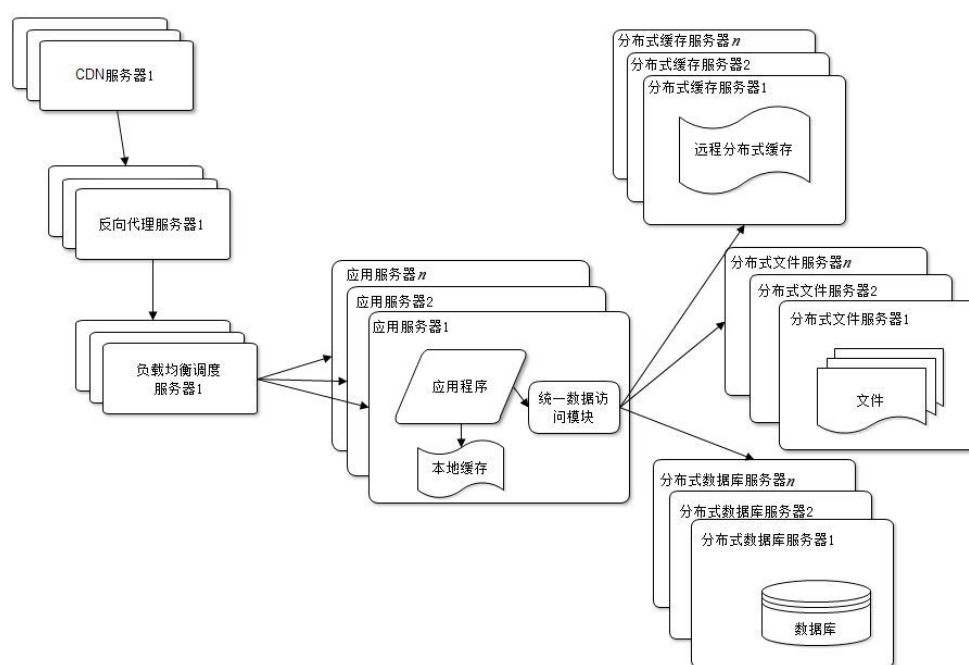 CDN服务器1
反向代理服务器1
负载均衡调度
服务器1
应用服务器n
应用服务器2
应用服务器1
应用程序
统一数据访
问模块
本地缓存
分布式缓存服务器n
分布式缓存服务器2
分布式缓存服务器1
远程分布式缓存
分布式文件服务器n
分布式文件服务器2
分布式文件服务器1
文件
分布式数据库服务器n
分布式数据库服务器2
分布式数据库服务器1
数据库